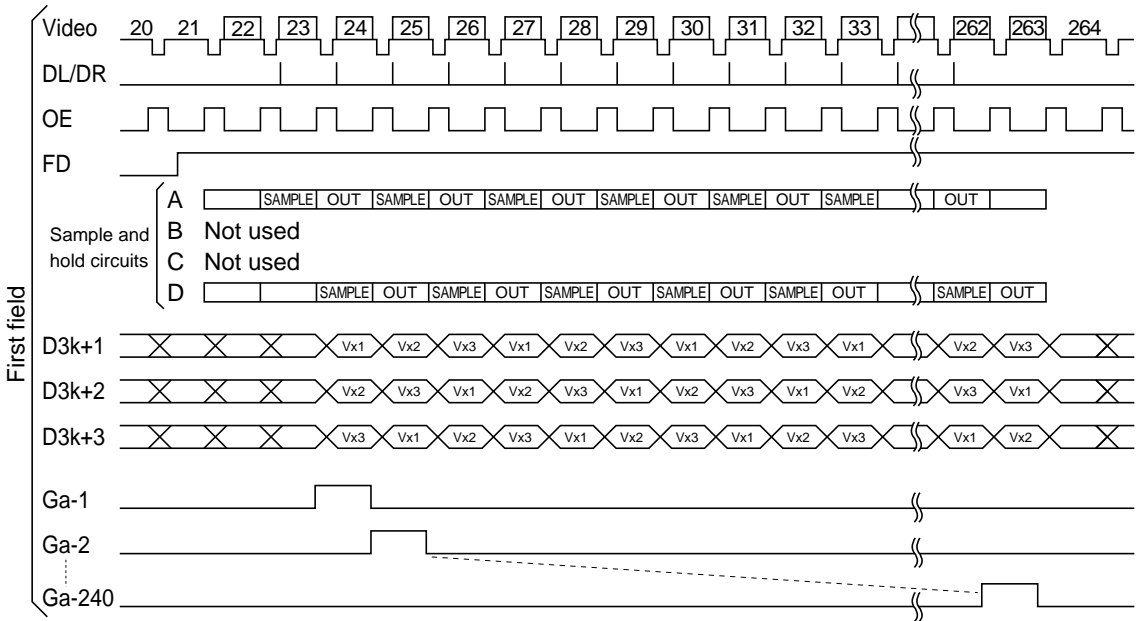 Video 20 21 22 23 24 25 26 27 28 29 30 31 32 33 262 263 264
DL/DR
OE
FD
First field
Sample and
hold circuits
A SAMPLE OUT SAMPLE OUT SAMPLE OUT SAMPLE OUT SAMPLE OUT SAMPLE OUT
B Not used
C Not used
D SAMPLE OUT SAMPLE OUT SAMPLE OUT SAMPLE OUT SAMPLE OUT SAMPLE OUT
D3k+1 Vx1 Vx2 Vx3 Vx1 Vx2 Vx3 Vx1 Vx2 Vx3 Vx1 Vx2 Vx3
D3k+2 Vx2 Vx3 Vx1 Vx2 Vx3 Vx1 Vx2 Vx3 Vx1 Vx2 Vx3 Vx1
D3k+3 Vx3 Vx1 Vx2 Vx3 Vx1 Vx2 Vx3 Vx1 Vx2 Vx3 Vx1 Vx2
Ga-1
Ga-2
Ga-240